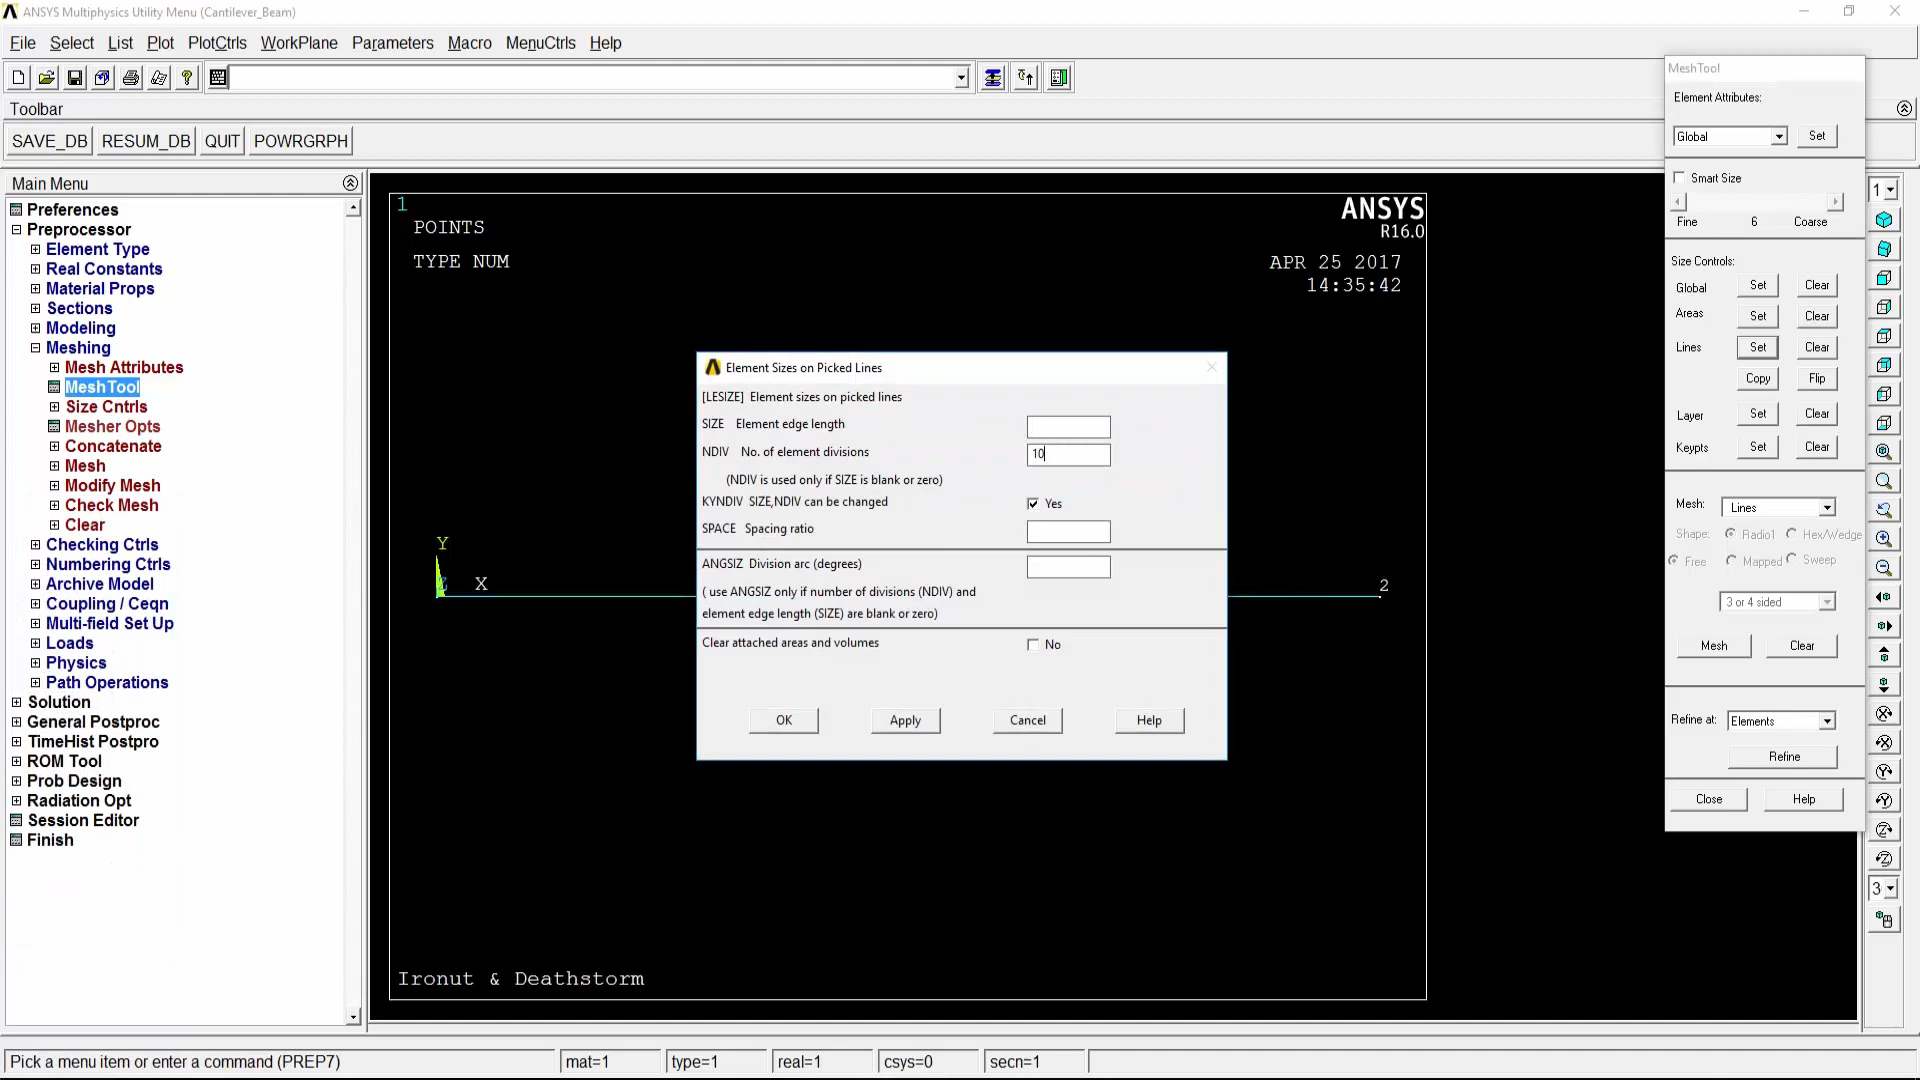 ANSYS Multiphysics Utility Menu (Cantilever_Beam)
File Select List Plot PlotCtrls WorkPlane Parameters Macro MenuCtrls Help
Toolbar
SAVE_DB RESUM_DB QUIT POWRGRPH
Main Menu
Preferences
Preprocessor
Element Type
Real Constants
Material Props
Sections
Modeling
Meshing
Mesh Attributes
MeshTool
Size Cntrls
Mesher Opts
Concatenate
Mesh
Modify Mesh
Check Mesh
Clear
Checking Ctrls
Numbering Ctrls
Archive Model
Coupling / Ceqn
Multi-field Set Up
Loads
Physics
Path Operations
Solution
General Postproc
TimeHist Postpro
ROM Tool
Prob Design
Radiation Opt
Session Editor
Finish
1
POINTS
TYPE NUM
ANSYS
R16.0
APR 25 2017
14:35:42
Y
X
2
Ironut & Deathstorm
Element Sizes on Picked Lines
[LESIZE] Element sizes on picked lines
SIZE Element edge length
NDIV No. of element divisions 10
(NDIV is used only if SIZE is blank or zero)
KYNDIV SIZE,NDIV can be changed Yes
SPACE Spacing ratio
ANGSIZ Division arc (degrees)
( use ANGSIZ only if number of divisions (NDIV) and
element edge length (SIZE) are blank or zero)
Clear attached areas and volumes No
OK Apply Cancel Help
MeshTool
Element Attributes:
Global Set
Smart Size
Fine 6 Coarse
Size Controls:
Global Set Clear
Areas Set Clear
Lines Set Clear
Copy Flip
Layer Set Clear
Keypts Set Clear
Mesh: Lines
Shape: Radio1 Hex/Wedge
Free Mapped Sweep
3 or 4 sided
Mesh Clear
Refine at: Elements
Refine
Close Help
1
3
Pick a menu item or enter a command (PREP7) mat=1 type=1 real=1 csys=0 secn=1